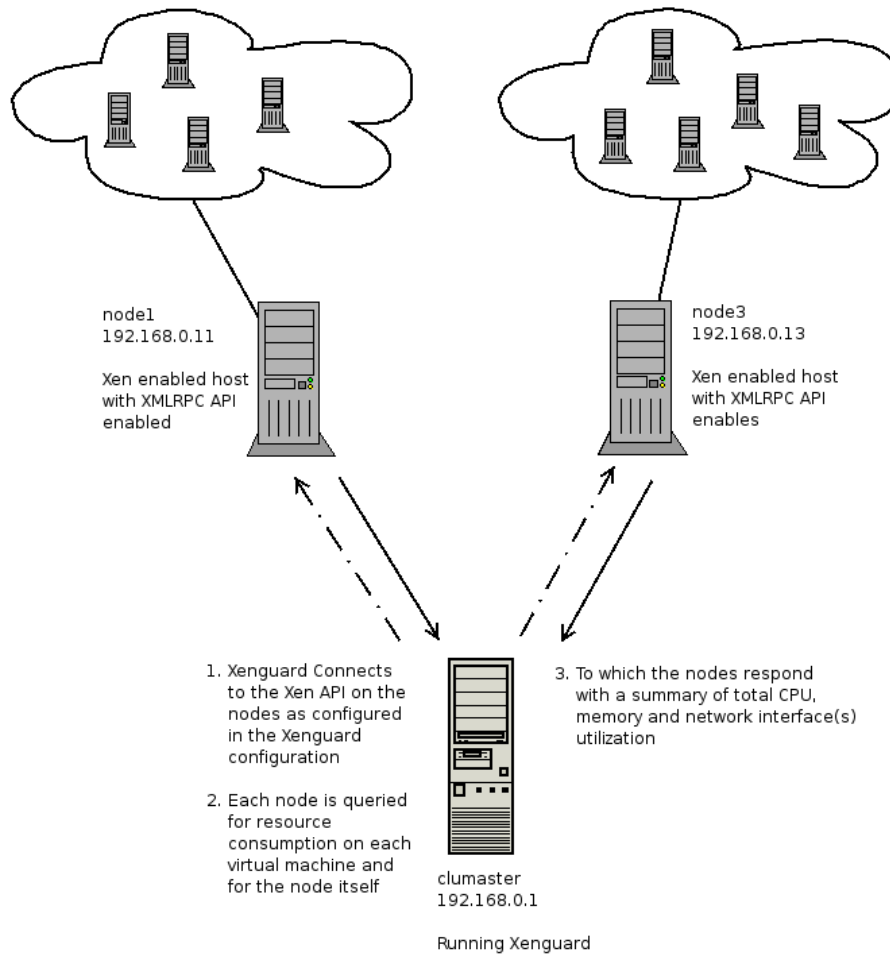 node1
192.168.0.11
Xen enabled host
with XMLRPC API
enabled
node3
192.168.0.13
Xen enabled host
with XMLRPC API
enables
1. Xenguard Connects
to the Xen API on the
nodes as configured
in the Xenguard
configuration
2. Each node is queried
for resource
consumption on each
virtual machine and
for the node itself
3. To which the nodes respond
with a summary of total CPU,
memory and network interface(s)
utilization
clumaster
192.168.0.1
Running Xenguard